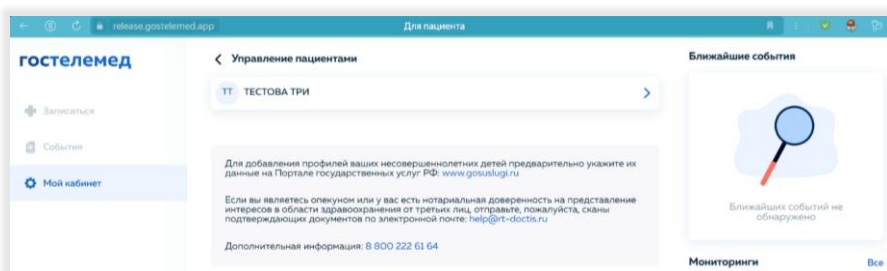 release.gostelemed.app
Для пациента
гостелемед
Записаться
События
Мой кабинет
Управление пациентами
ТТ ТЕСТОВА ТРИ
Для добавления профилей ваших несовершеннолетних детей предварительно укажите их
данные на Портале государственных услуг РФ: www.gosuslugi.ru
Если вы являетесь опекуном или у вас есть нотариальная доверенность на представление
интересов в области здравоохранения от третьих лиц, отправьте, пожалуйста, сканы
подтверждающих документов по электронной почте: help@rt-doctis.ru
Дополнительная информация: 8 800 222 61 64
Ближайшие события
Ближайших событий не
обнаружено
Мониторинги
Все